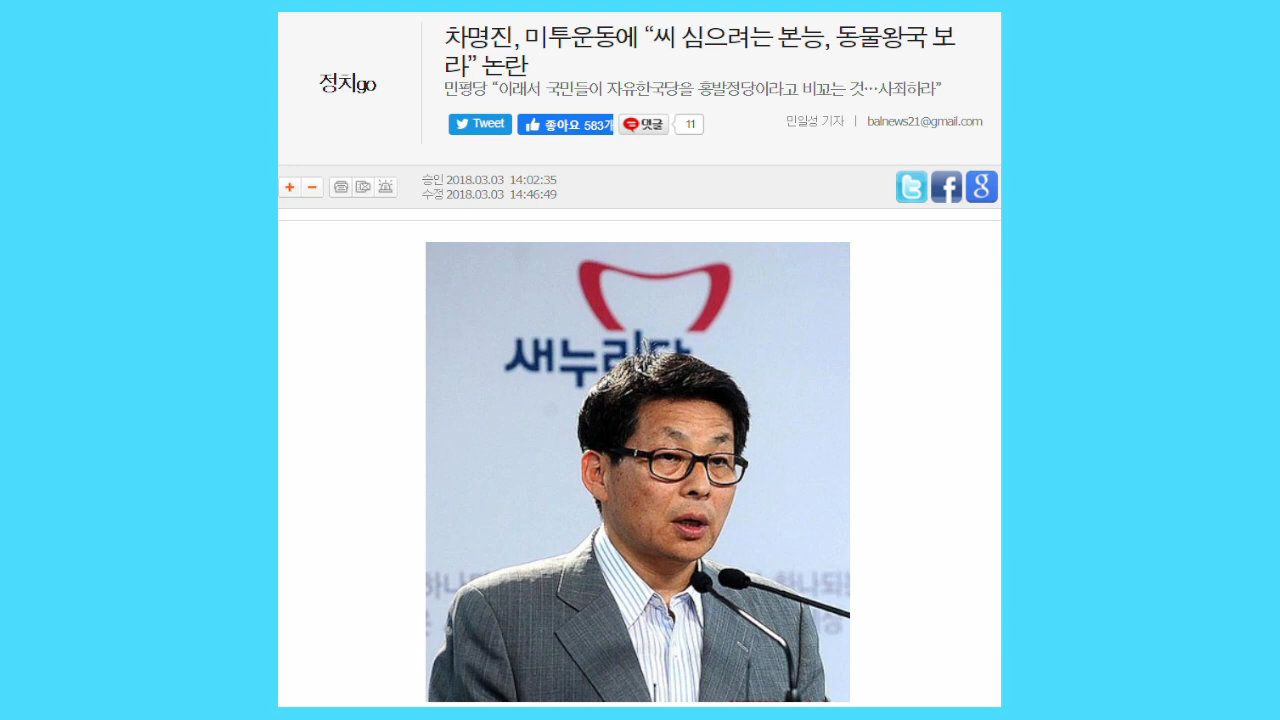 차명진, 미투운동에 “씨 심으려는 본능, 동물왕국 보
라” 논란
정치go
민평당 “이래서 국민들이 자유한국당을 홍발정당이라고 비꼬는 것…사죄하라”
Tweet 좋아요 583개 댓글 11
민일성 기자 | balnews21@gmail.com
승인 2018.03.03 14:02:35
수정 2018.03.03 14:46:49
새누리당
하나되는